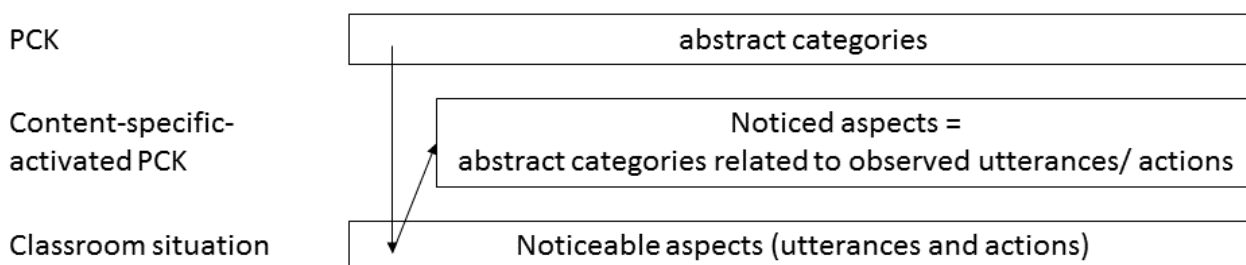 PCK
abstract categories
Content-specific-
activated PCK
Noticed aspects =
abstract categories related to observed utterances/ actions
Classroom situation
Noticeable aspects (utterances and actions)